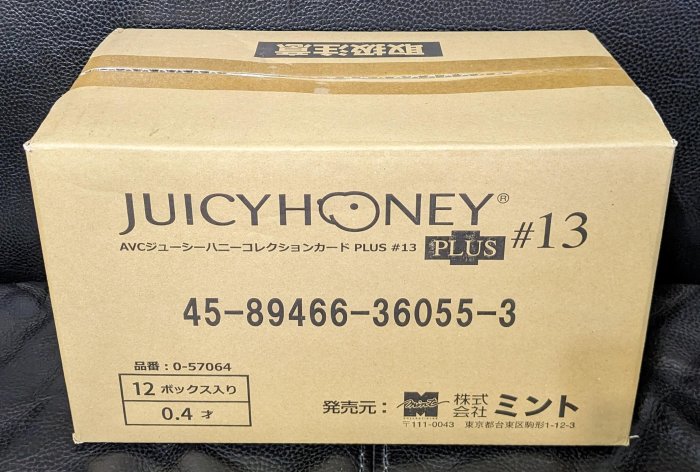 取扱注意
JUICYHONEY®
AVCジューシーハニーコレクションカード PLUS #13
PLUS #13
45-89466-36055-3
品番：0-57064
12 ボックス入り
0.4 才
発売元： 株式会社 ミント
〒111-0043 東京都台東区駒形1-12-3